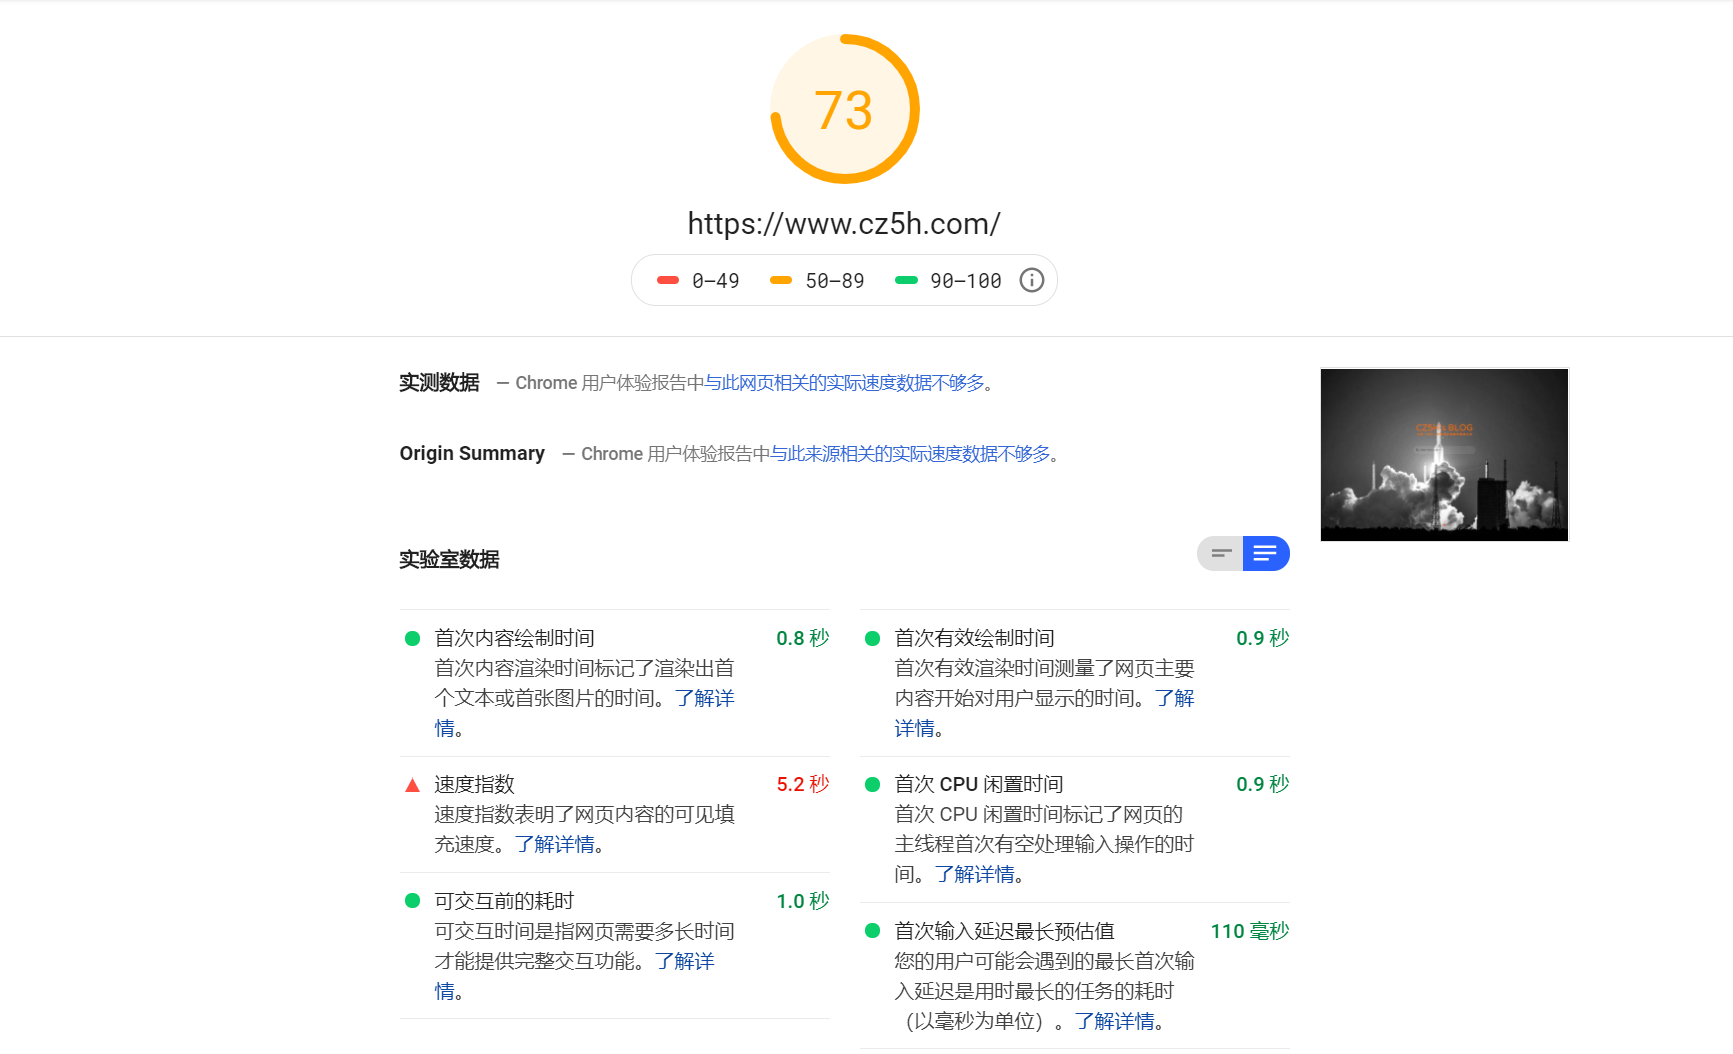 73
https://www.cz5h.com/
0–49 50–89 90–100
实测数据 — Chrome 用户体验报告中与此网页相关的实际速度数据不够多。
Origin Summary — Chrome 用户体验报告中与此来源相关的实际速度数据不够多。
实验室数据
首次内容绘制时间 0.8 秒
首次内容渲染时间标记了渲染出首
个文本或首张图片的时间。了解详
情。
速度指数 5.2 秒
速度指数表明了网页内容的可见填
充速度。了解详情。
可交互前的耗时 1.0 秒
可交互时间是指网页需要多长时间
才能提供完整交互功能。了解详
情。
首次有效绘制时间 0.9 秒
首次有效渲染时间测量了网页主要
内容开始对用户显示的时间。了解
详情。
首次 CPU 闲置时间 0.9 秒
首次 CPU 闲置时间标记了网页的
主线程首次有空处理输入操作的时
间。了解详情。
首次输入延迟最长预估值 110 毫秒
您的用户可能会遇到的最长首次输
入延迟是用时最长的任务的耗时
（以毫秒为单位）。了解详情。
BLOG